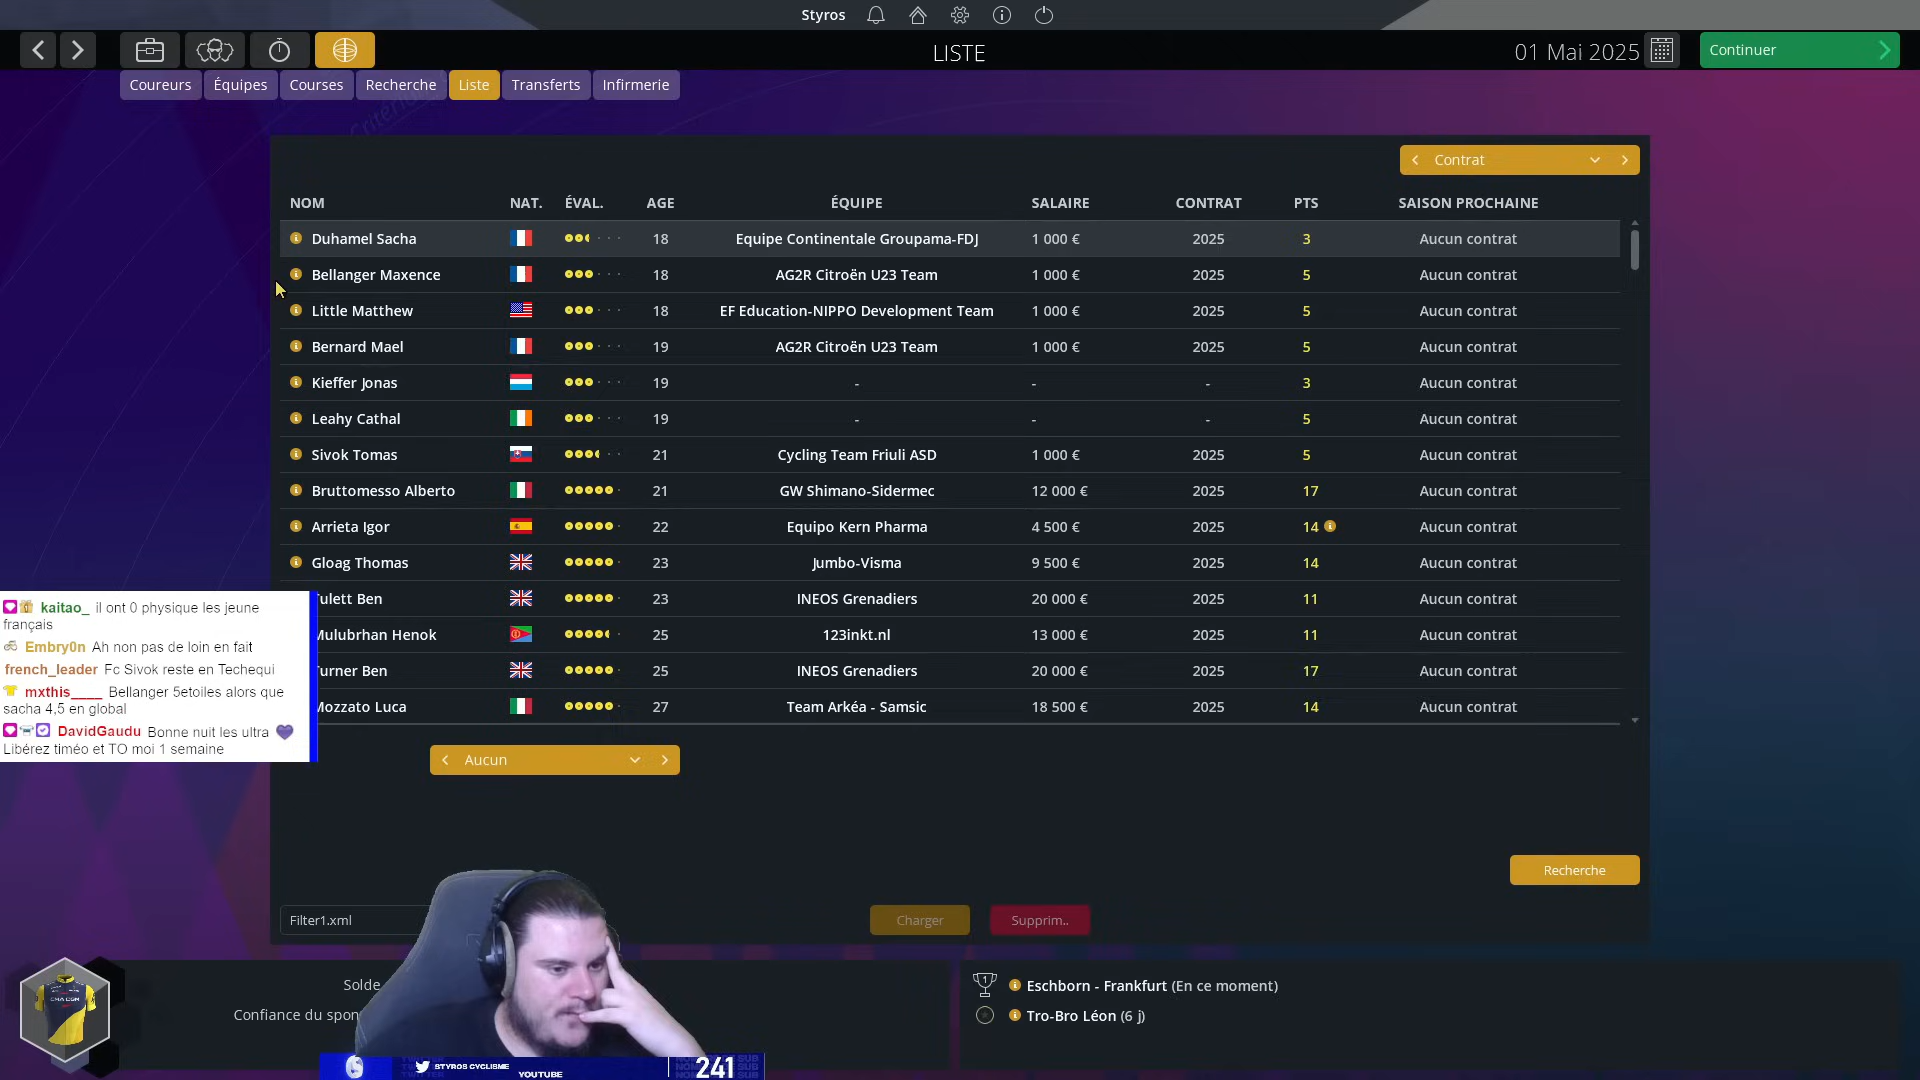 Styros
LISTE
01 Mai 2025
Continuer
Coureurs
Équipes
Courses
Recherche
Liste
Transferts
Infirmerie
Contrat
NOM NAT. ÉVAL. AGE ÉQUIPE SALAIRE CONTRAT PTS SAISON PROCHAINE
Duhamel Sacha 18 Equipe Continentale Groupama-FDJ 1 000 € 2025 3 Aucun contrat
Bellanger Maxence 18 AG2R Citroën U23 Team 1 000 € 2025 5 Aucun contrat
Little Matthew 18 EF Education-NIPPO Development Team 1 000 € 2025 5 Aucun contrat
Bernard Mael 19 AG2R Citroën U23 Team 1 000 € 2025 5 Aucun contrat
Kieffer Jonas 19 - - - 3 Aucun contrat
Leahy Cathal 19 - - - 5 Aucun contrat
Sivok Tomas 21 Cycling Team Friuli ASD 1 000 € 2025 5 Aucun contrat
Bruttomesso Alberto 21 GW Shimano-Sidermec 12 000 € 2025 17 Aucun contrat
Arrieta Igor 22 Equipo Kern Pharma 4 500 € 2025 14 Aucun contrat
Gloag Thomas 23 Jumbo-Visma 9 500 € 2025 14 Aucun contrat
Tulett Ben 23 INEOS Grenadiers 20 000 € 2025 11 Aucun contrat
Mulubrhan Henok 25 123inkt.nl 13 000 € 2025 11 Aucun contrat
Turner Ben 25 INEOS Grenadiers 20 000 € 2025 17 Aucun contrat
Mozzato Luca 27 Team Arkéa - Samsic 18 500 € 2025 14 Aucun contrat
kaitao_ il ont 0 physique les jeune
français
Embry0n Ah non pas de loin en fait
french_leader Fc Sivok reste en Techequi
mxthis____ Bellanger 5etoiles alors que
sacha 4,5 en global
DavidGaudu Bonne nuit les ultra
Libérez timéo et TO moi 1 semaine
Aucun
Recherche
Filter1.xml
Charger
Supprim..
Solde
Confiance du spon
Eschborn - Frankfurt (En ce moment)
Tro-Bro Léon (6 j)
CMA CGM
STYROS CYCLISME
YOUTUBE
241